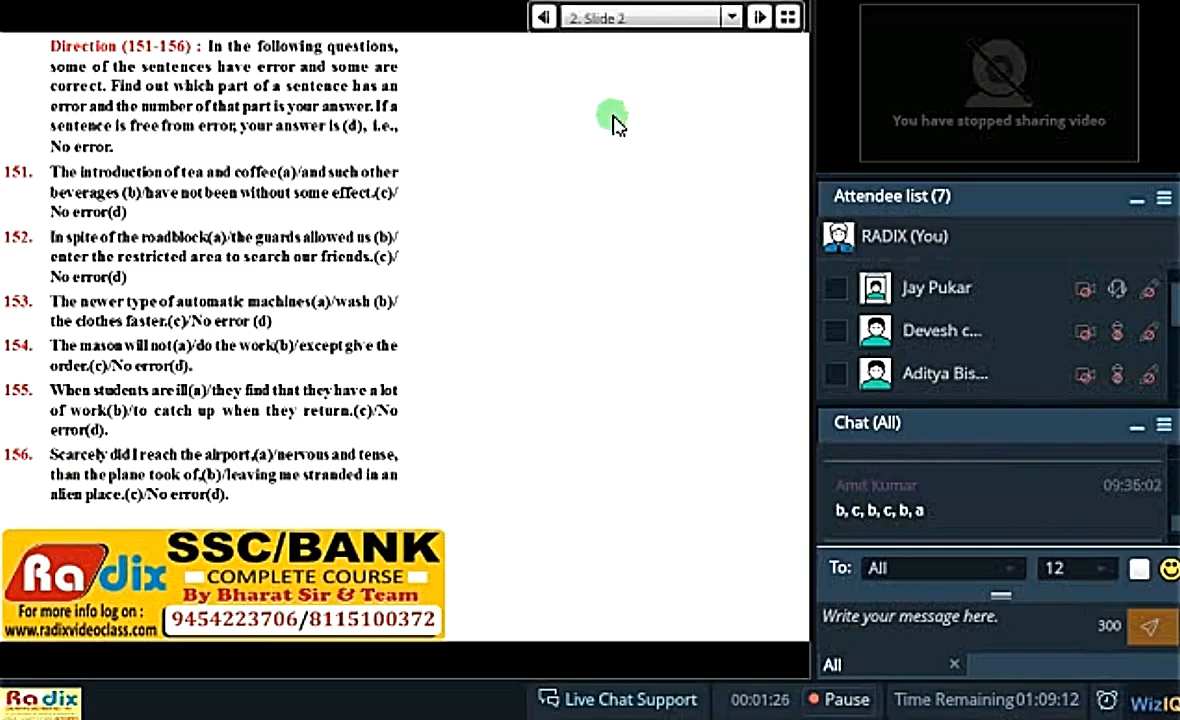 2. Slide 2
Direction (151-156) : In the following questions,
some of the sentences have error and some are
correct. Find out which part of a sentence has an
error and the number of that part is your answer. If a
sentence is free from error, your answer is (d), i.e.,
No error.
151. The introduction of tea and coffee(a)/and such other
beverages (b)/have not been without some effect.(c)/
No error(d)
152. In spite of the roadblock(a)/the guards allowed us (b)/
enter the restricted area to search our friends.(c)/
No error(d)
153. The newer type of automatic machines(a)/wash (b)/
the clothes faster.(c)/No error (d)
154. The mason will not(a)/do the work(b)/except give the
order.(c)/No error(d).
155. When students are ill(a)/they find that they have a lot
of work(b)/to catch up when they return.(c)/No
error(d).
156. Scarcely did I reach the airport,(a)/nervous and tense,
than the plane took of,(b)/leaving me stranded in an
alien place.(c)/No error(d).
Radix
SSC/BANK
COMPLETE COURSE
By Bharat Sir & Team
For more info log on :
www.radixvideoclass.com
9454223706/8115100372
You have stopped sharing video
Attendee list (7)
RADIX (You)
Jay Pukar
Devesh c...
Aditya Bis...
Chat (All)
Amit Kumar 09:36:02
b, c, b, c, b, a
To: All 12
Write your message here. 300
All
Radix
Live Chat Support 00:01:26 Pause Time Remaining 01:09:12 WizIQ